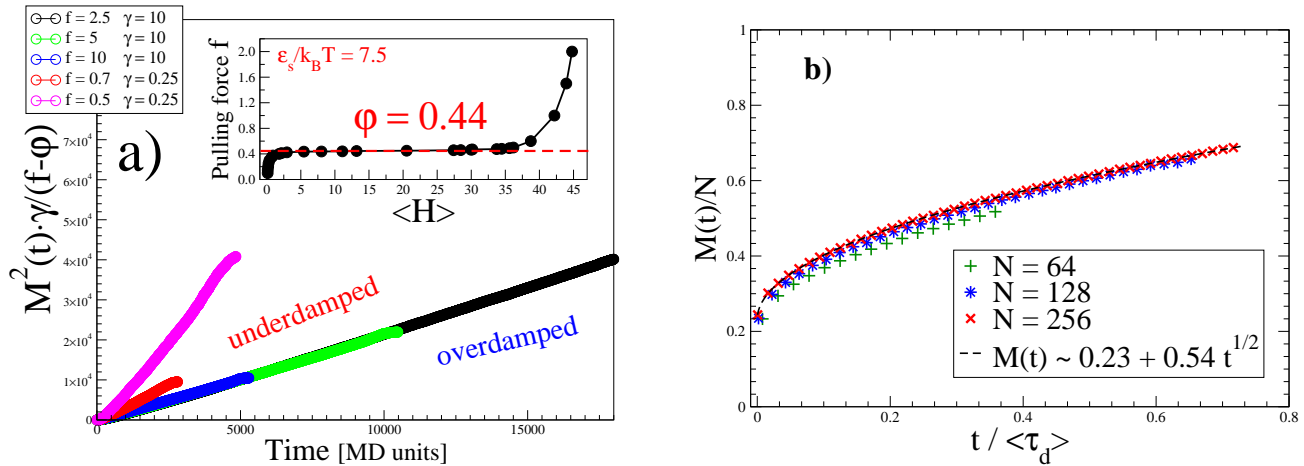 f = 2.5 γ = 10
f = 5 γ = 10
f = 10 γ = 10
f = 0.7 γ = 0.25
f = 0.5 γ = 0.25
a)
M²(t)·γ/(f-φ)
7×10⁴
6×10⁴
5×10⁴
4×10⁴
3×10⁴
2×10⁴
1×10⁴
0
0 5000 10000 15000
Time [MD units]
underdamped
overdamped
Pulling force f
2.0
1.6
1.2
0.8
0.4
0.0
0 5 10 15 20 25 30 35 40 45
<H>
ε_s/k_BT = 7.5
φ = 0.44
b)
M(t)/N
1
0.8
0.6
0.4
0.2
0
0 0.2 0.4 0.6 0.8
t / <τ_d>
N = 64
N = 128
N = 256
M(t) ~ 0.23 + 0.54 t^{1/2}